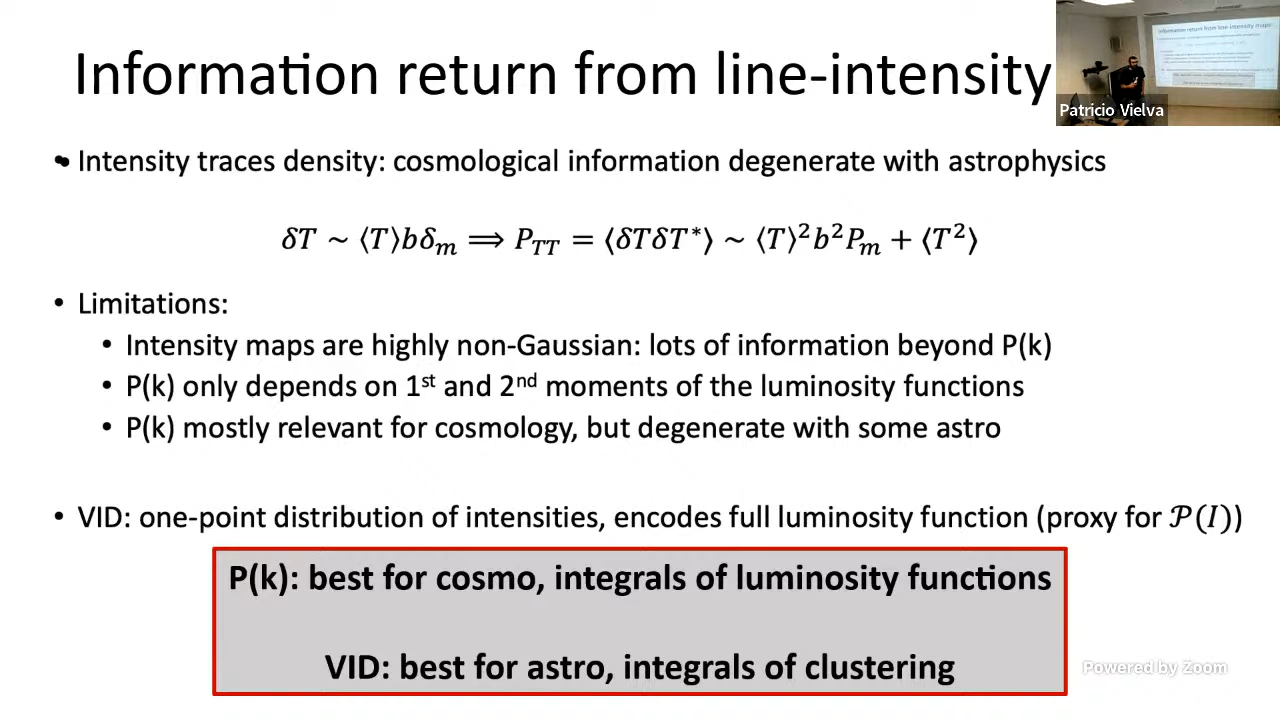 Information return from line-intensity
Patricio Vielva
• Intensity traces density: cosmological information degenerate with astrophysics
δT ~ ⟨T⟩bδₘ ⟹ P_TT = ⟨δTδT*⟩ ~ ⟨T⟩²b²Pₘ + ⟨T²⟩
• Limitations:
• Intensity maps are highly non-Gaussian: lots of information beyond P(k)
• P(k) only depends on 1st and 2nd moments of the luminosity functions
• P(k) mostly relevant for cosmology, but degenerate with some astro
• VID: one-point distribution of intensities, encodes full luminosity function (proxy for 𝒫(I))
P(k): best for cosmo, integrals of luminosity functions
VID: best for astro, integrals of clustering
Powered by Zoom